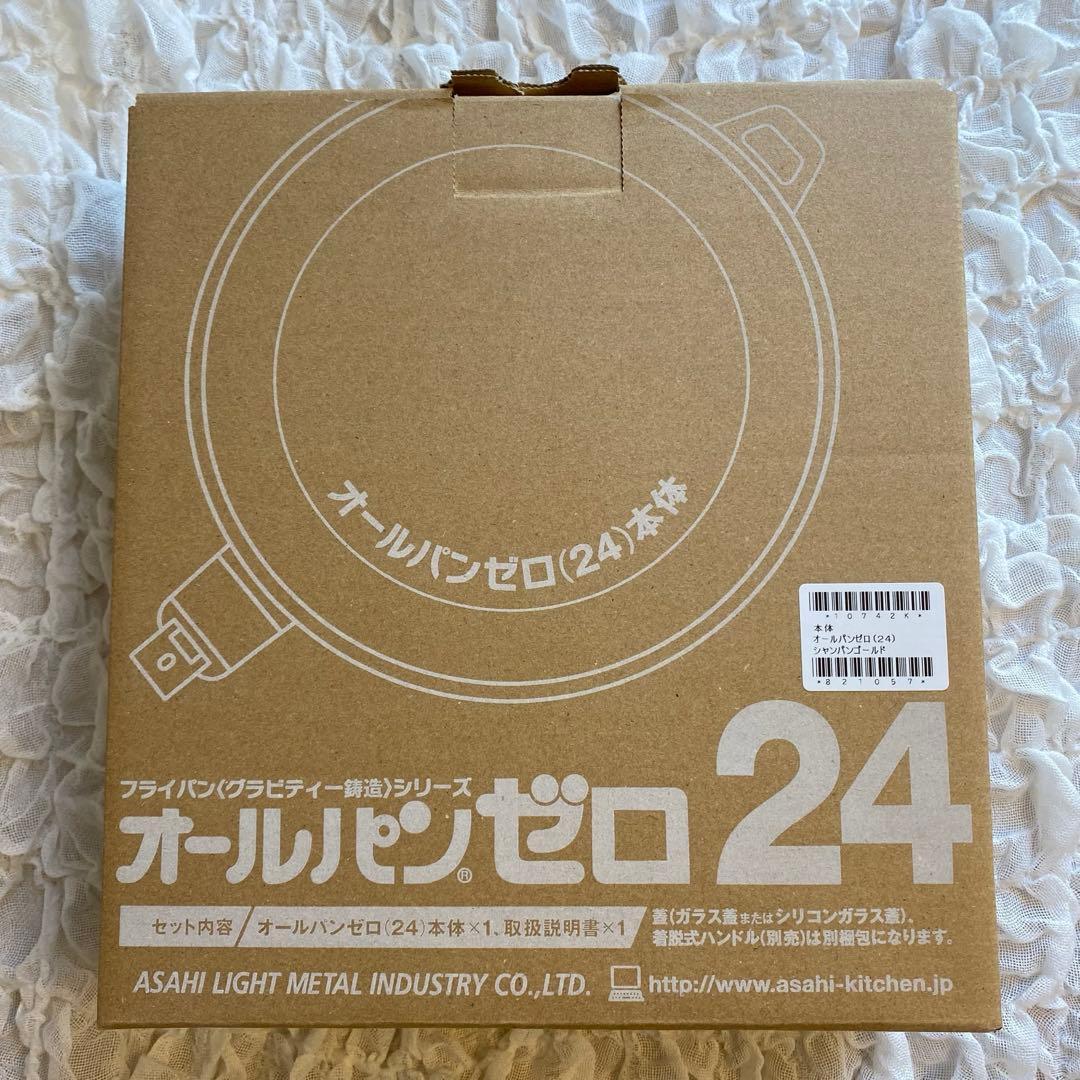 オールパンゼロ(24)本体
*10742K*
本体
オールパンゼロ(24)
シャンパンゴールド
*821057*
フライパン〈グラビティー鋳造〉シリーズ
オールパン®ゼロ24
セット内容 / オールパンゼロ(24)本体×1、取扱説明書×1
蓋(ガラス蓋またはシリコンガラス蓋)、
着脱式ハンドル(別売)は別梱包になります。
ASAHI LIGHT METAL INDUSTRY CO.,LTD.
http://www.asahi-kitchen.jp